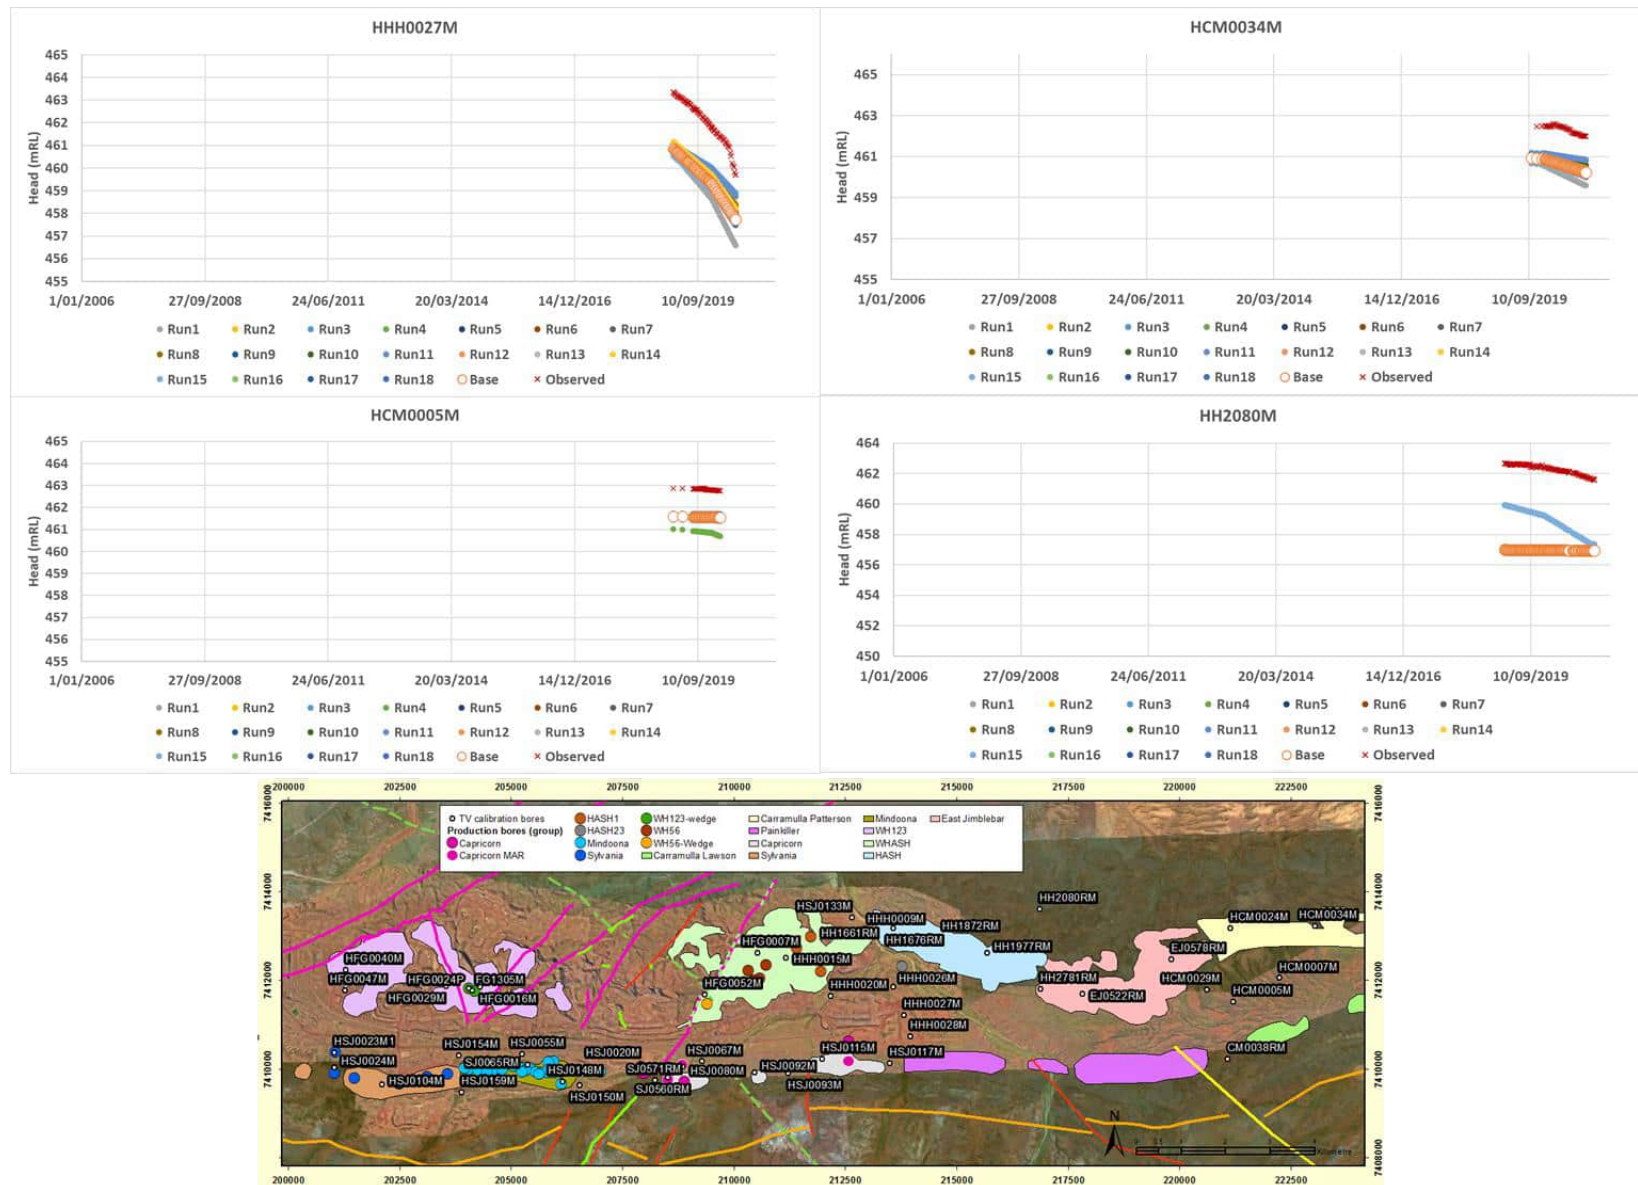 HHH0027M
465
464
463
462
461
460
459
458
457
456
455
Head (mRL)
1/01/2006 27/09/2008 24/06/2011 20/03/2014 14/12/2016 10/09/2019
Run1 Run2 Run3 Run4 Run5 Run6 Run7
Run8 Run9 Run10 Run11 Run12 Run13 Run14
Run15 Run16 Run17 Run18 Base Observed
HCM0034M
465
463
461
459
457
455
Head (mRL)
1/01/2006 27/09/2008 24/06/2011 20/03/2014 14/12/2016 10/09/2019
Run1 Run2 Run3 Run4 Run5 Run6 Run7
Run8 Run9 Run10 Run11 Run12 Run13 Run14
Run15 Run16 Run17 Run18 Base Observed
HCM0005M
465
464
463
462
461
460
459
458
457
456
455
Head (mRL)
1/01/2006 27/09/2008 24/06/2011 20/03/2014 14/12/2016 10/09/2019
Run1 Run2 Run3 Run4 Run5 Run6 Run7
Run8 Run9 Run10 Run11 Run12 Run13 Run14
Run15 Run16 Run17 Run18 Base Observed
HH2080M
464
462
460
458
456
454
452
450
Head (mRL)
1/01/2006 27/09/2008 24/06/2011 20/03/2014 14/12/2016 10/09/2019
Run1 Run2 Run3 Run4 Run5 Run6 Run7
Run8 Run9 Run10 Run11 Run12 Run13 Run14
Run15 Run16 Run17 Run18 Base Observed
200000 202500 205000 207500 210000 212500 215000 217500 220000 222500
7416000 7416000
TV calibration bores HASH1 WH123-wedge Carramulla Patterson Mindoona East Jimblebar
Production bores (group) HASH23 WH56 Painkiller WH123
Capricorn Mindoona WH56-Wedge Capricorn WHASH
Capricorn MAR Sylvania Carramulla Lawson Sylvania HASH
7414000 7414000
HH2080RM
HSJ0133M
HHH0009M
HCM0024M HCM0034M
HH1661RM
HH1872RM
HFG0007M
HH1676RM
HH1977RM
EJ0578RM
HFG0040M
HHH0015M
HCM0007M
HFG0047M HFG0024P FG1305M
HHH0026M
HH2781RM
HCM0029M
7412000 7412000
HFG0052M
HHH0020M
HCM0005M
HFG0029M HFG0016M
EJ0522RM
HHH0027M
HHH0028M
HSJ0023M1
HSJ0154M HSJ0055M
HSJ0020M
HSJ0067M
HSJ0115M
HSJ0117M
CM0038RM
HSJ0024M
SJ0065RM
HSJ0148M
SJ0571RM
HSJ0080M
HSJ0092M
7410000 7410000
HSJ0104M
HSJ0159M
SJ0560RM
HSJ0093M
HSJ0150M
N
Kilometre
7408000 7408000
200000 202500 205000 207500 210000 212500 215000 217500 220000 222500